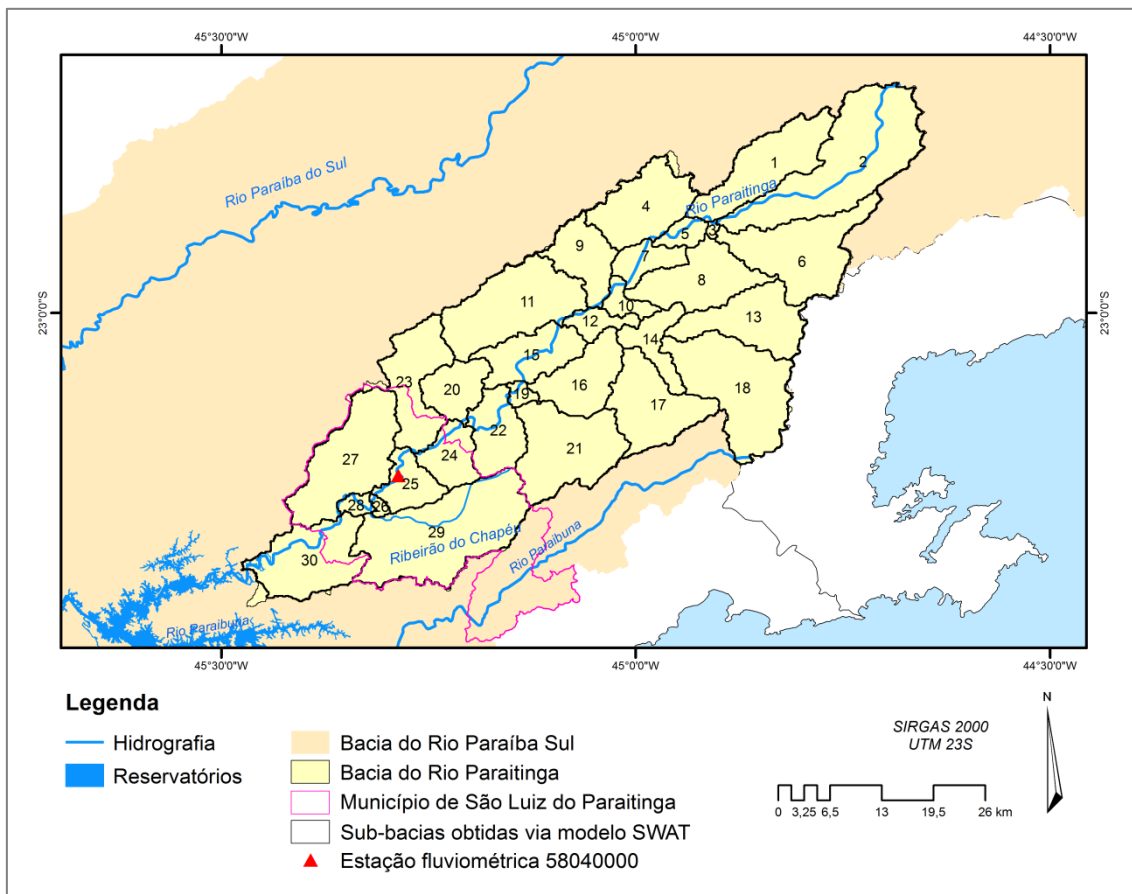 45°30'0"W
45°0'0"W
44°30'0"W
23°0'0"S
23°0'0"S
Rio Paraíba do Sul
Rio Paraitinga
1
2
4
3
5
6
7
9
8
11
10
12
13
14
15
16
17
18
19
20
23
22
21
24
27
25
26
28
29
Ribeirão do Chapéu
Rio Paraibuna
30
Rio Paraibuna
45°30'0"W
45°0'0"W
44°30'0"W
Legenda
Hidrografia
Reservatórios
Bacia do Rio Paraíba Sul
Bacia do Rio Paraitinga
Município de São Luiz do Paraitinga
Sub-bacias obtidas via modelo SWAT
Estação fluviométrica 58040000
SIRGAS 2000
UTM 23S
N
0 3,25 6,5 13 19,5 26 km